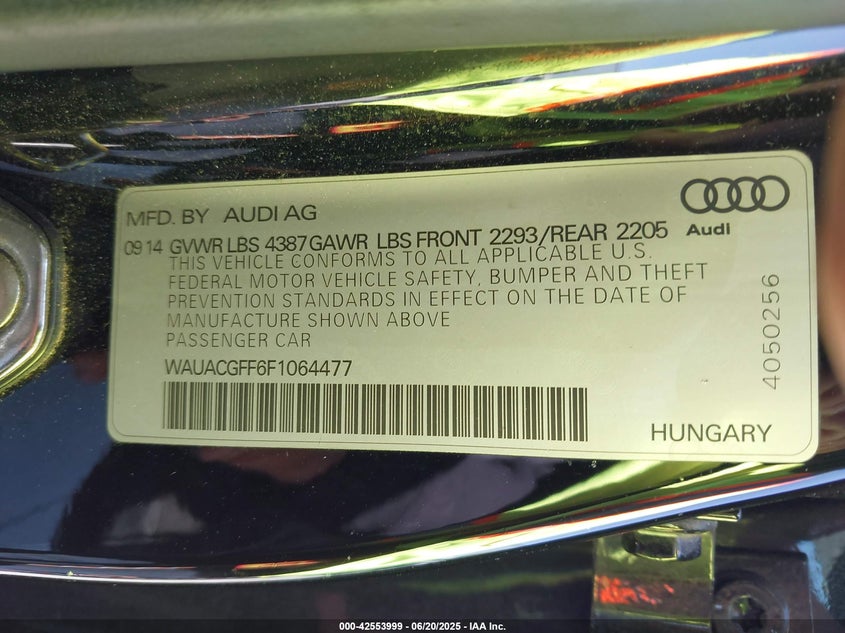 MFD. BY AUDI AG
0914 GVWR LBS 4387 GAWR LBS FRONT 2293/REAR 2205
Audi
THIS VEHICLE CONFORMS TO ALL APPLICABLE U.S.
FEDERAL MOTOR VEHICLE SAFETY, BUMPER AND THEFT
PREVENTION STANDARDS IN EFFECT ON THE DATE OF
MANUFACTURE SHOWN ABOVE
PASSENGER CAR
WAUACGFF6F1064477
4050256
HUNGARY
000-42553999 - 06/20/2025 - IAA Inc.